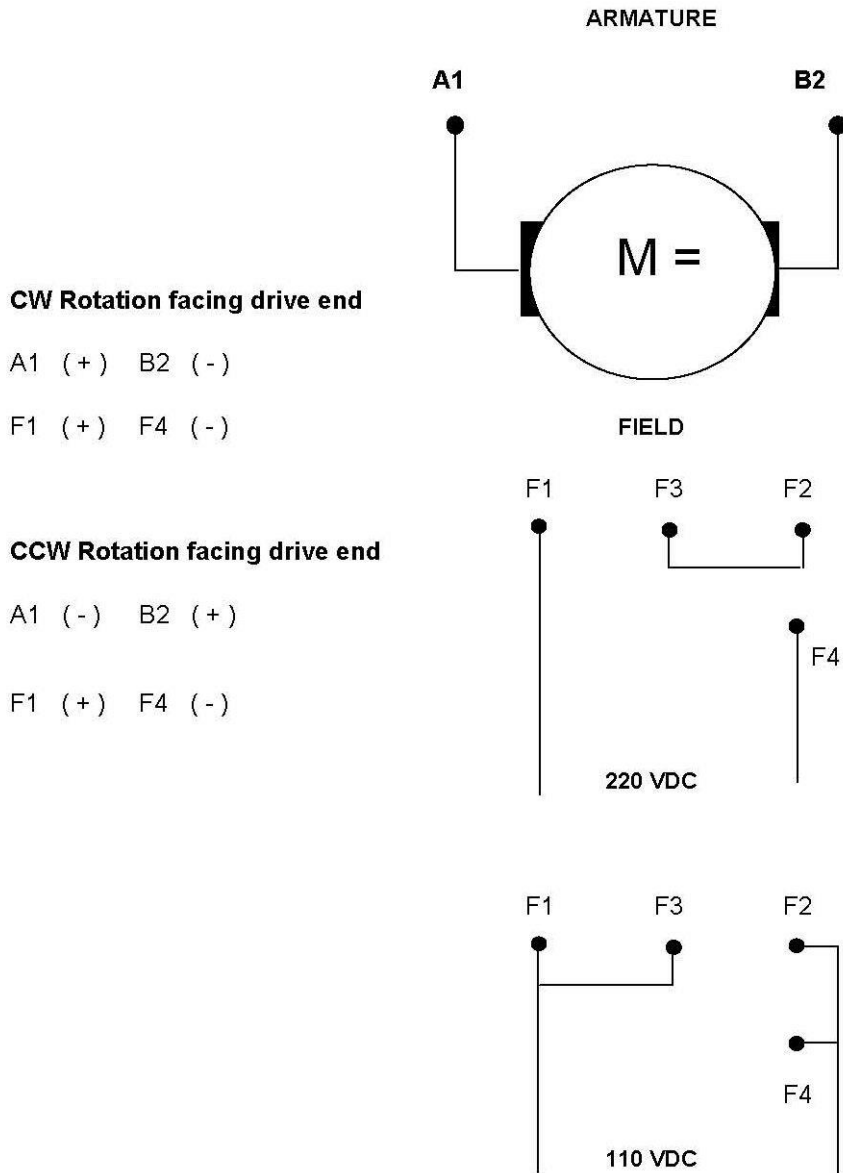 ARMATURE
A1 B2
M =
CW Rotation facing drive end
A1 ( + ) B2 ( - )
F1 ( + ) F4 ( - )
FIELD
F1 F3 F2
CCW Rotation facing drive end
A1 ( - ) B2 ( + )
F4
F1 ( + ) F4 ( - )
220 VDC
F1 F3 F2
F4
110 VDC